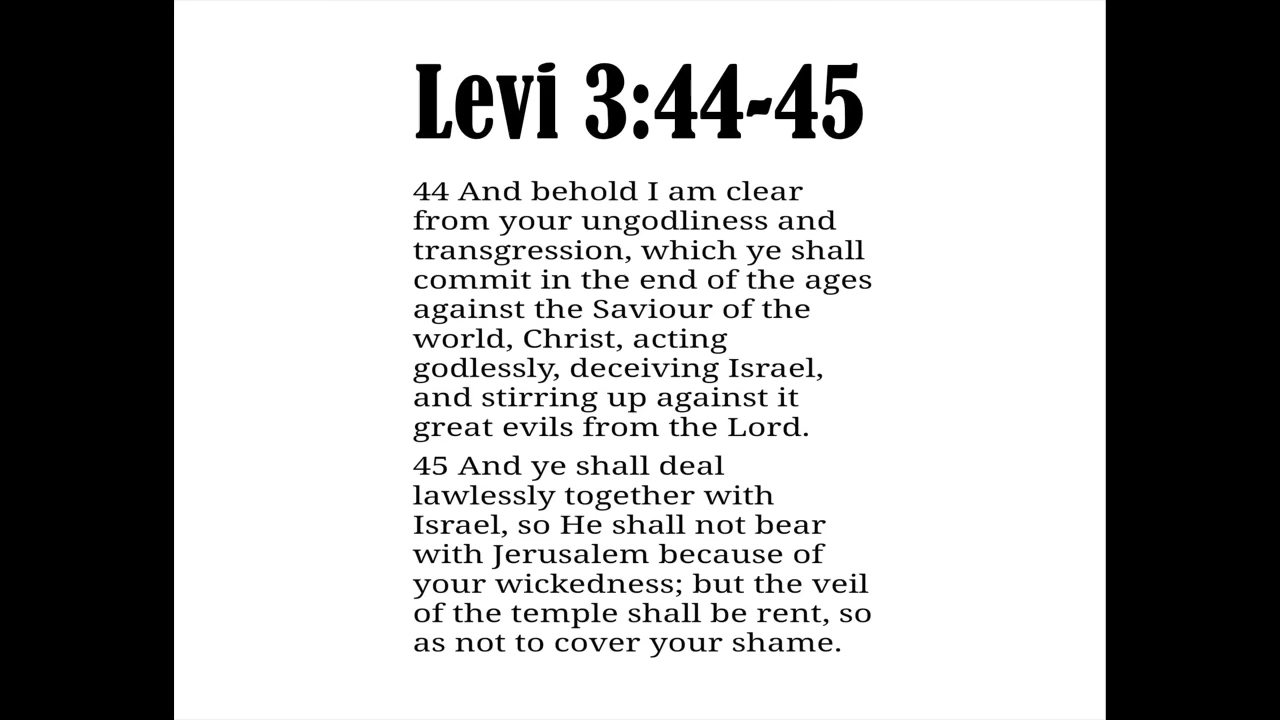 Levi 3:44-45
44 And behold I am clear
from your ungodliness and
transgression, which ye shall
commit in the end of the ages
against the Saviour of the
world, Christ, acting
godlessly, deceiving Israel,
and stirring up against it
great evils from the Lord.
45 And ye shall deal
lawlessly together with
Israel, so He shall not bear
with Jerusalem because of
your wickedness; but the veil
of the temple shall be rent, so
as not to cover your shame.